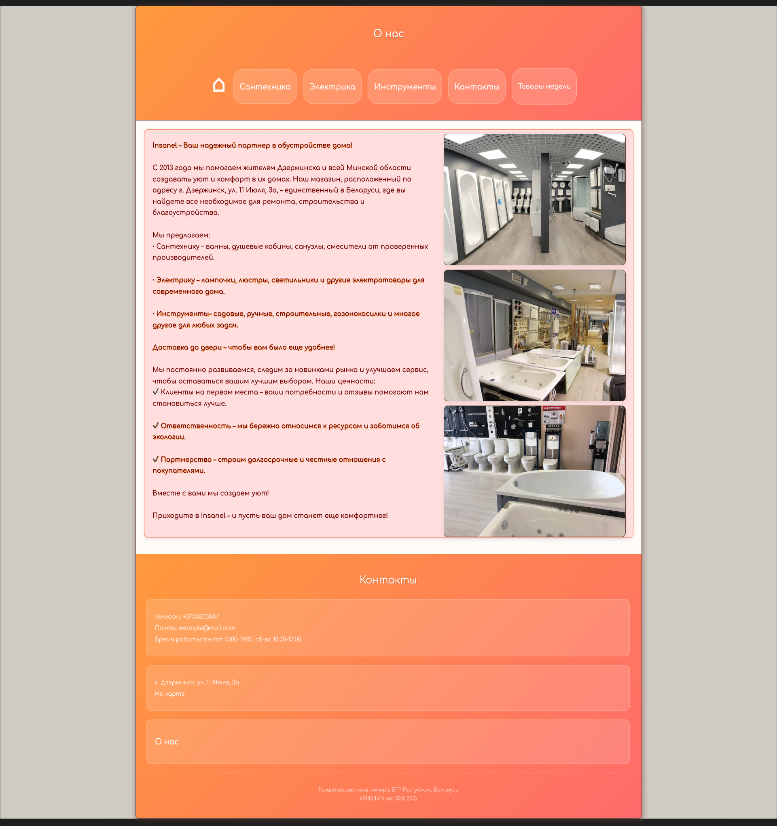 О нас
Сантехника
Электрика
Инструменты
Контакты
Товары недели
Insanel – Ваш надежный партнер в обустройстве дома!
С 2013 года мы помогаем жителям Дзержинска и всей Минской области
создавать уют и комфорт в их домах. Наш магазин, расположенный по
адресу г. Дзержинск, ул. 11 Июля, 3а, – единственный в Беларуси, где вы
найдете все необходимое для ремонта, строительства и
благоустройства.
Мы предлагаем:
· Сантехнику – ванны, душевые кабины, санузлы, смесители от проверенных
производителей.
· Электрику – лампочки, люстры, светильники и другие электротовары для
современного дома.
· Инструменты- садовые, ручные, строительные, газонокосилки и многое
другое для любых задач.
Доставка до двери – чтобы вам было еще удобнее!
Мы постоянно развиваемся, следим за новинками рынка и улучшаем сервис,
чтобы оставаться вашим лучшим выбором. Наши ценности:
✓ Клиенты на первом месте – ваши потребности и отзывы помогают нам
становиться лучше.
✓ Ответственность – мы бережно относимся к ресурсам и заботимся об
экологии.
✓ Партнерство – строим долгосрочные и честные отношения с
покупателями.
Вместе с вами мы создаем уют!
Приходите в Insanel – и пусть ваш дом станет еще комфортнее!
Контакты
Телефон:
Почта: example@mail.com
Время работы: пн-пт 10:00-19:00, сб-вс 10:00-17:00
г. Дзержинск, ул. 11 Июля, 3а
На карте
О нас
Регистрационный номер в ЕГР Республики Беларусь